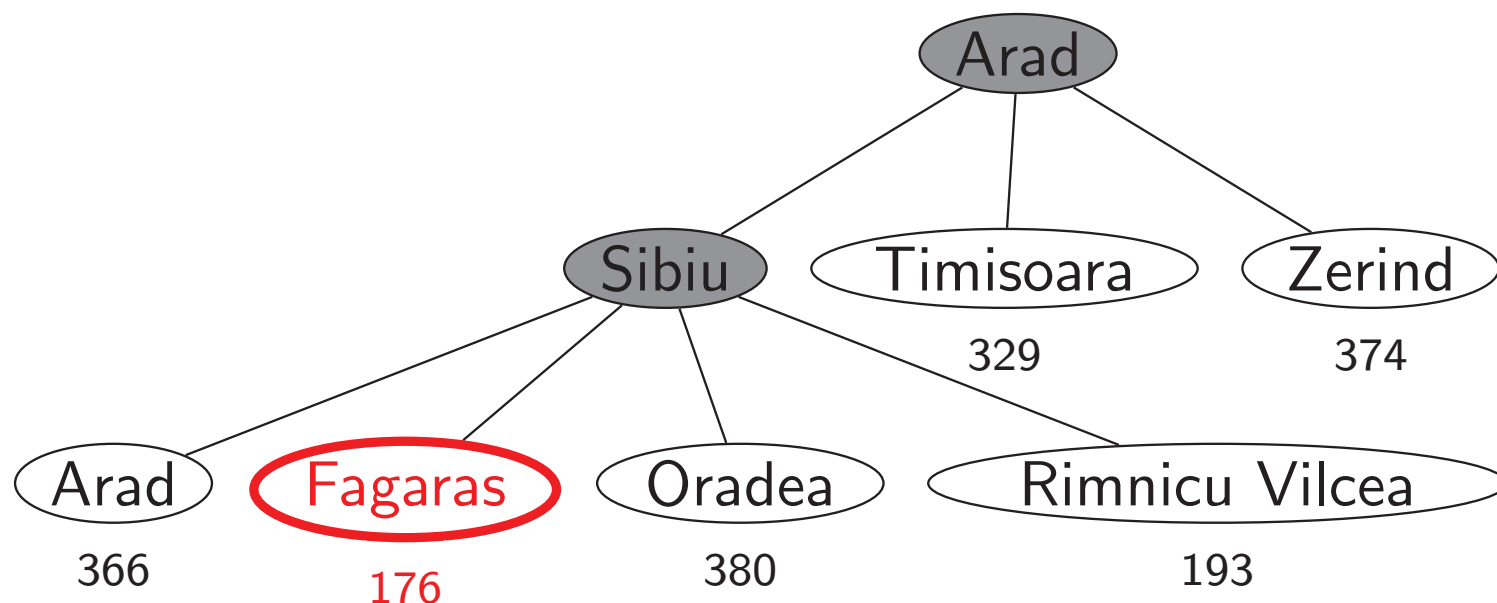 Arad
Sibiu Timisoara Zerind
329 374
Arad Fagaras Oradea Rimnicu Vilcea
366 176 380 193